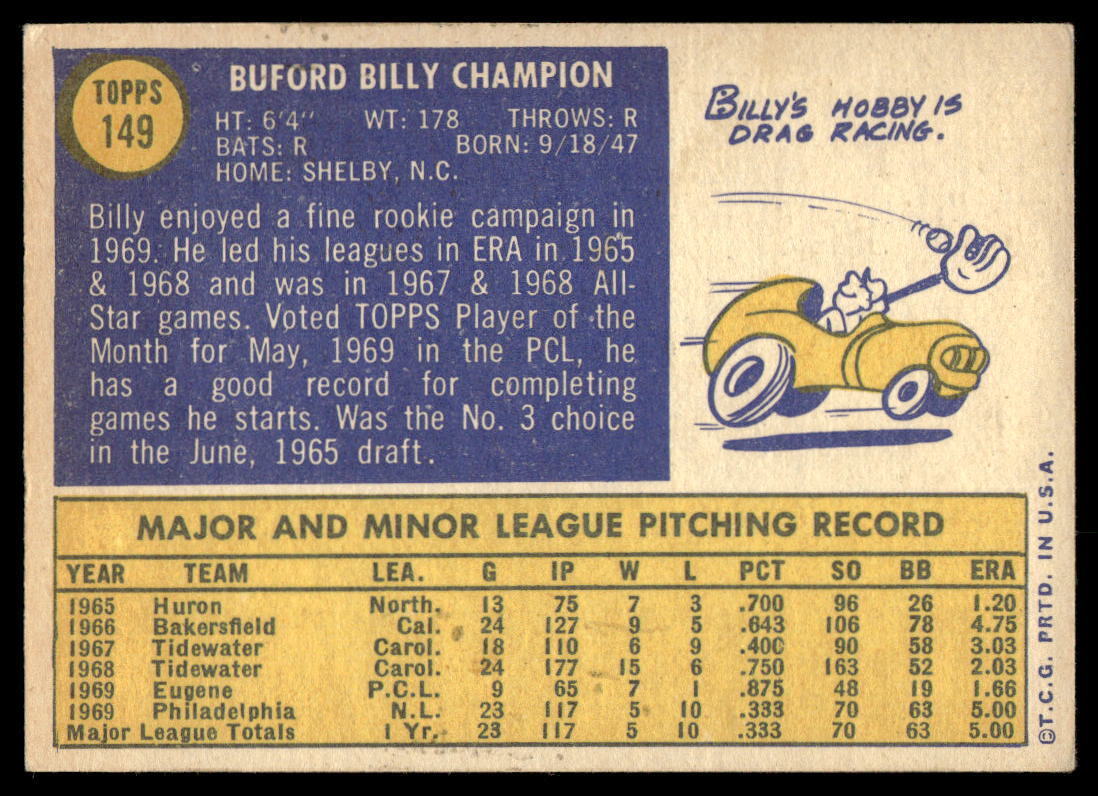 TOPPS
149
BUFORD BILLY CHAMPION
HT: 6'4" WT: 178 THROWS: R
BATS: R BORN: 9/18/47
HOME: SHELBY, N.C.
Billy enjoyed a fine rookie campaign in
1969. He led his leagues in ERA in 1965
& 1968 and was in 1967 & 1968 All-
Star games. Voted TOPPS Player of the
Month for May, 1969 in the PCL, he
has a good record for completing
games he starts. Was the No. 3 choice
in the June, 1965 draft.
BILLY'S HOBBY IS
DRAG RACING.
MAJOR AND MINOR LEAGUE PITCHING RECORD
YEAR TEAM LEA. G IP W L PCT SO BB ERA
1965 Huron North. 13 75 7 3 .700 96 26 1.20
1966 Bakersfield Cal. 24 127 9 5 .643 106 78 4.75
1967 Tidewater Carol. 18 110 6 9 .400 90 58 3.03
1968 Tidewater Carol. 24 177 15 6 .750 163 52 2.03
1969 Eugene P.C.L. 9 65 7 1 .875 48 19 1.66
1969 Philadelphia N.L. 23 117 5 10 .333 70 63 5.00
Major League Totals 1 Yr. 23 117 5 10 .333 70 63 5.00
©T.C.G. PRTD. IN U.S.A.